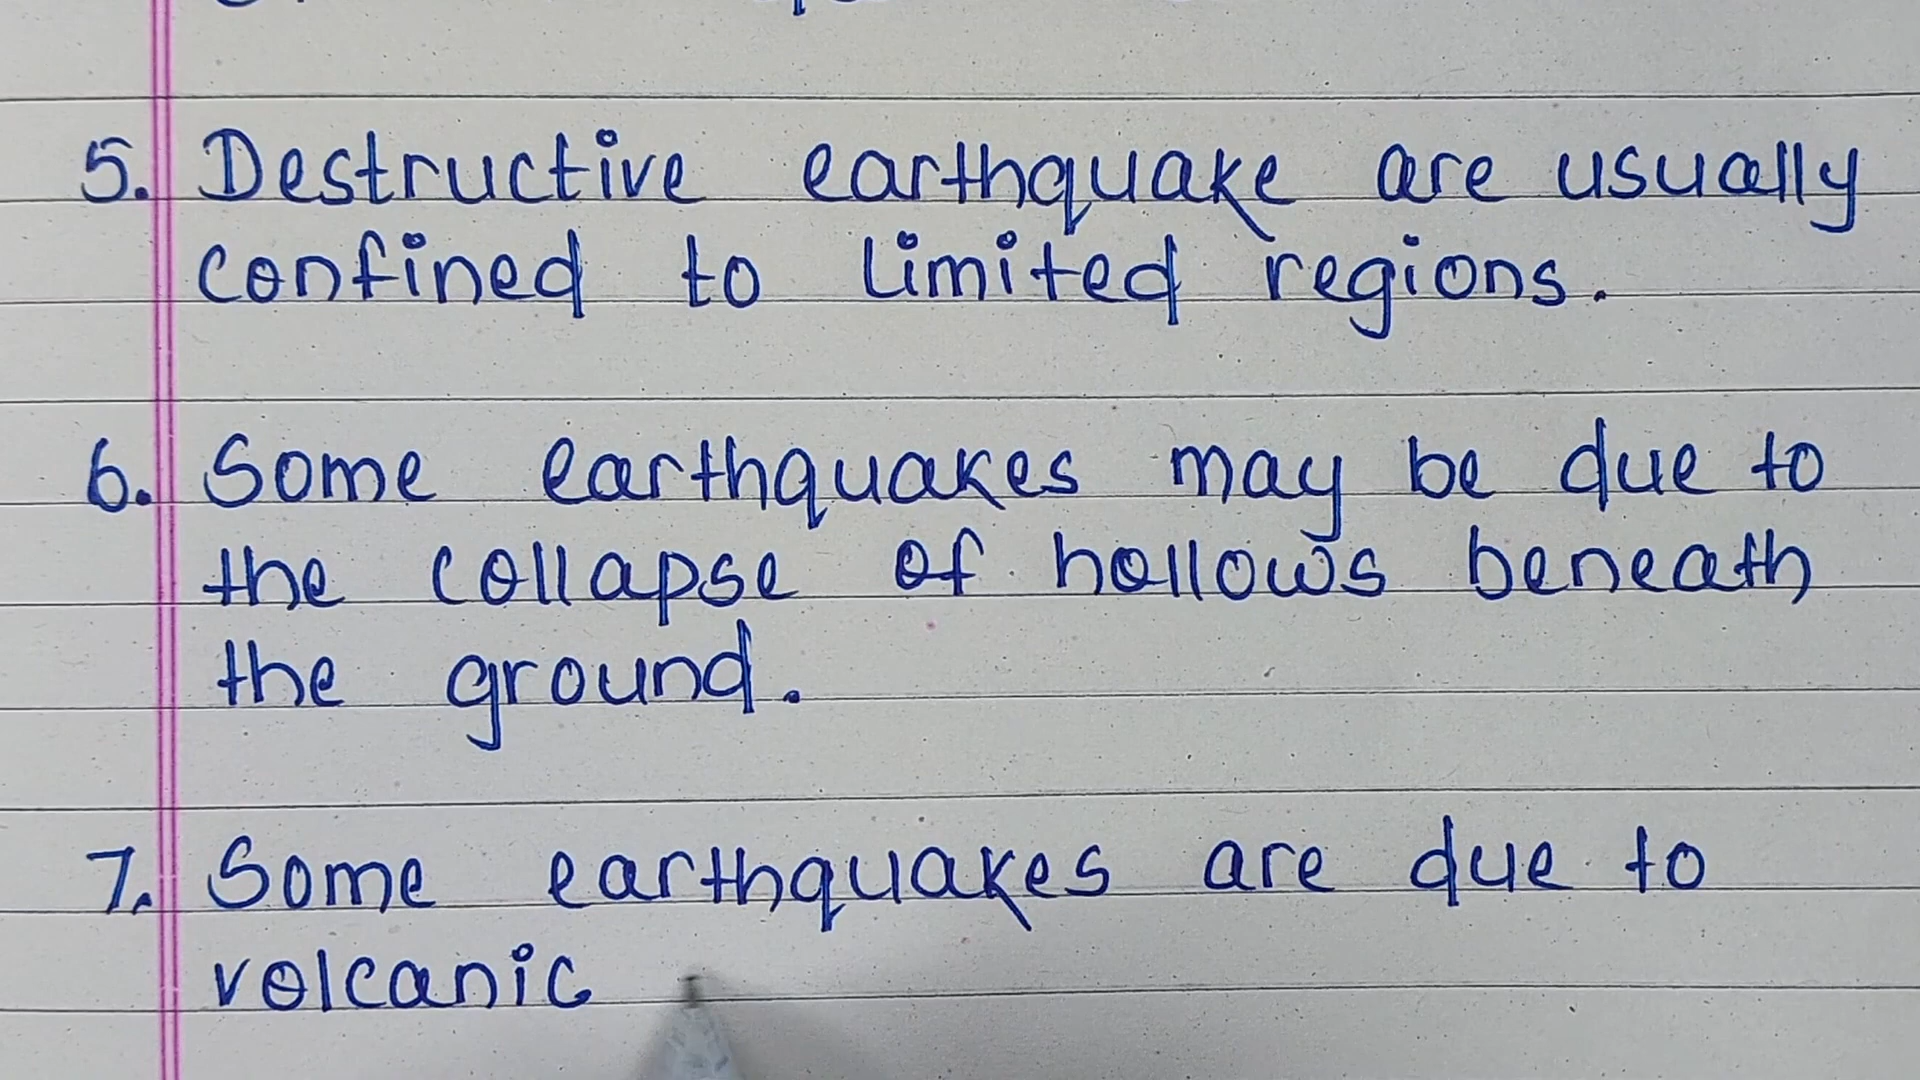 5. Destructive earthquake are usually
confined to limited regions.
6. Some earthquakes may be due to
the collapse of hollows beneath
the ground.
7. Some earthquakes are due to
volcanic